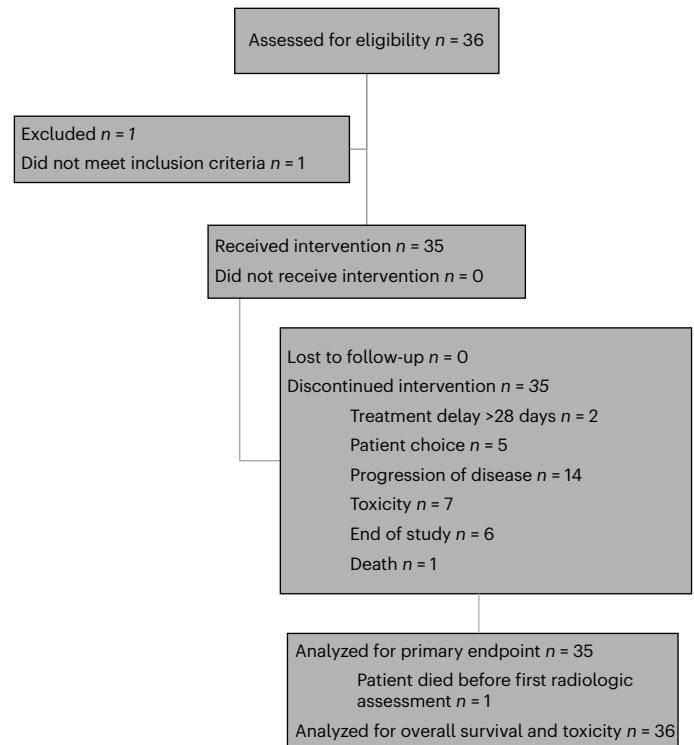 Assessed for eligibility n = 36
Excluded n = 1
Did not meet inclusion criteria n = 1
Received intervention n = 35
Did not receive intervention n = 0
Lost to follow-up n = 0
Discontinued intervention n = 35
Treatment delay >28 days n = 2
Patient choice n = 5
Progression of disease n = 14
Toxicity n = 7
End of study n = 6
Death n = 1
Analyzed for primary endpoint n = 35
Patient died before first radiologic
assessment n = 1
Analyzed for overall survival and toxicity n = 36